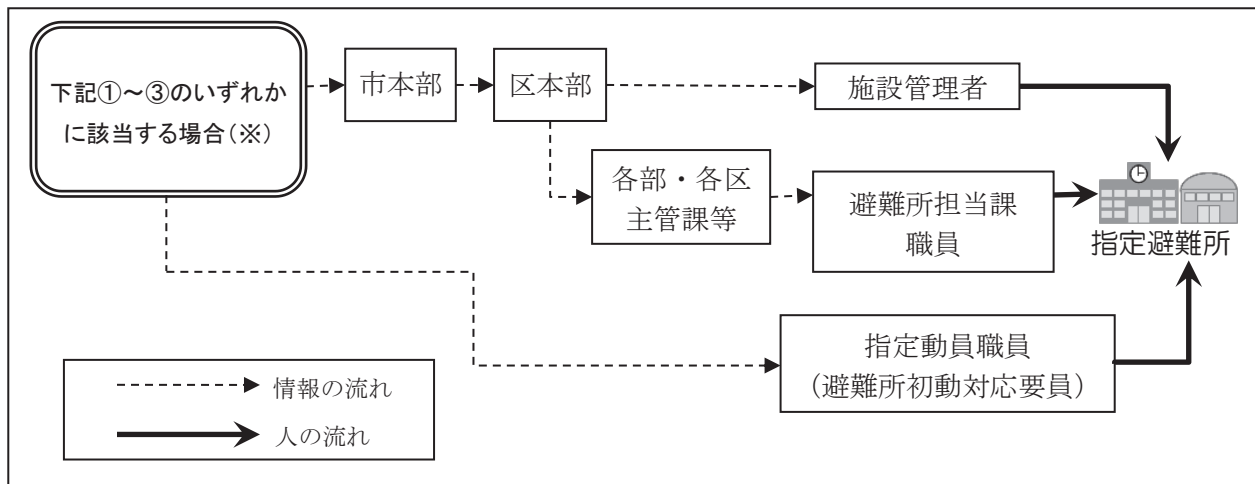 下記①～③のいずれか
に該当する場合（※）
市本部
区本部
施設管理者
各部・各区
主管課等
避難所担当課
職員
指定避難所
指定動員職員
（避難所初動対応要員）
情報の流れ
人の流れ